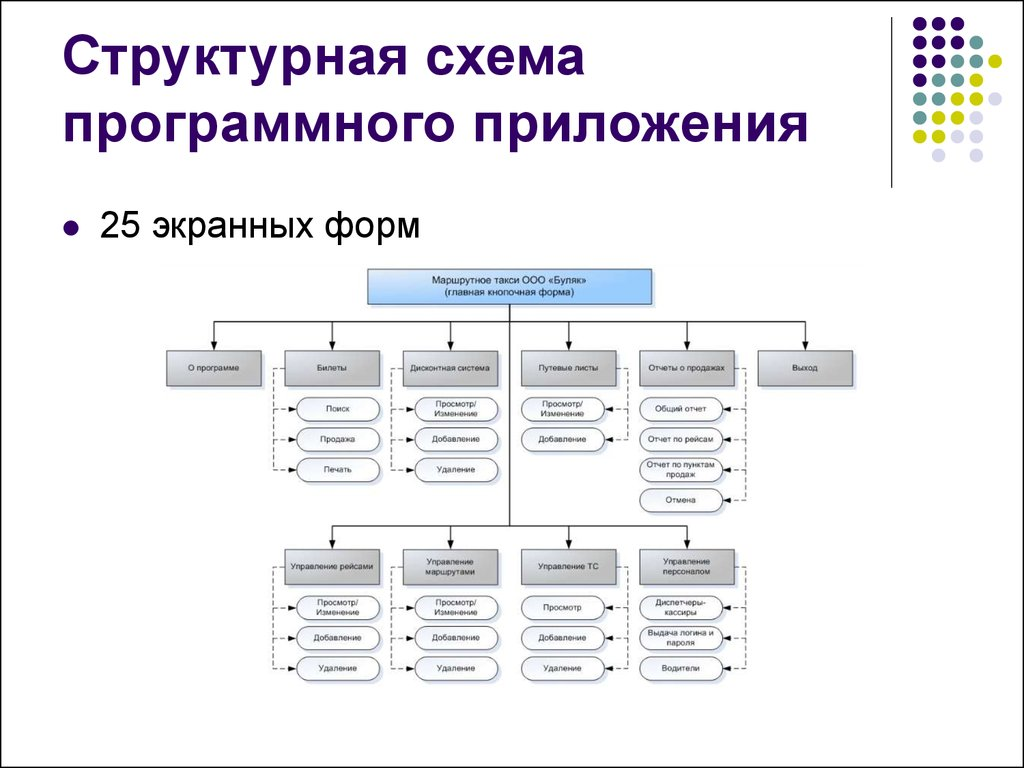 Структурная схема
программного приложения
25 экранных форм
Маршрутное такси ООО «Буляк»
(главная кнопочная форма)
О программе
Билеты
Дисконтная система
Путевые листы
Отчеты о продажах
Выход
Поиск
Просмотр/
Изменение
Просмотр/
Изменение
Общий отчет
Продажа
Добавление
Добавление
Отчет по рейсам
Печать
Удаление
Отчет по пунктам
продаж
Отмена
Управление рейсами
Управление
маршрутами
Управление ТС
Управление
персоналом
Просмотр/
Изменение
Просмотр/
Изменение
Просмотр
Диспетчеры-
кассиры
Добавление
Добавление
Добавление
Выдача логина и
пароля
Удаление
Удаление
Удаление
Водители